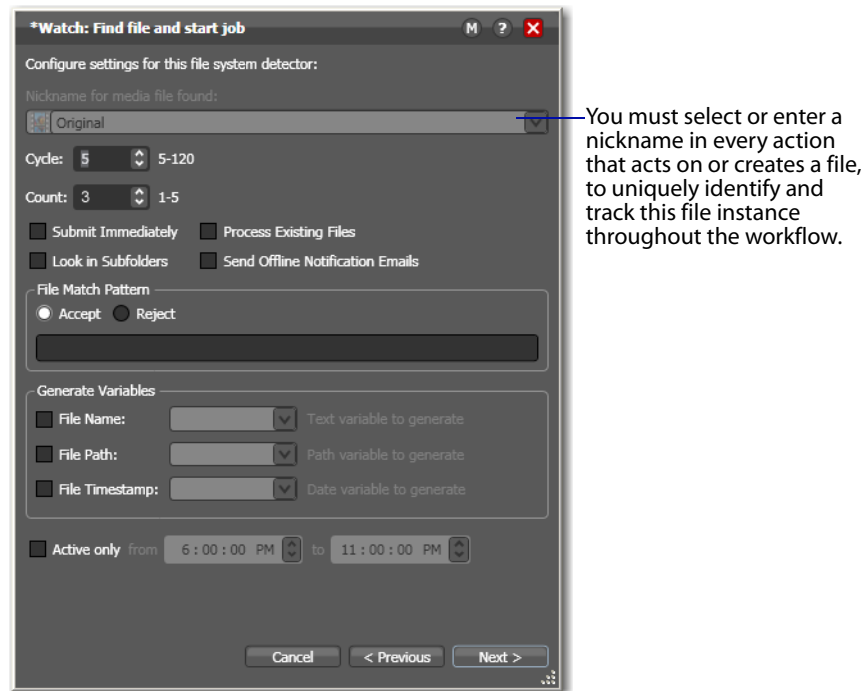 *Watch: Find file and start job
M ? X
Configure settings for this file system detector:
Nickname for media file found:
Original
Cycle: 5 5-120
Count: 3 1-5
Submit Immediately Process Existing Files
Look in Subfolders Send Offline Notification Emails
File Match Pattern
Accept Reject
Generate Variables
File Name: Text variable to generate
File Path: Path variable to generate
File Timestamp: Date variable to generate
Active only from 6:00:00 PM to 11:00:00 PM
Cancel < Previous Next >
You must select or enter a
nickname in every action
that acts on or creates a file,
to uniquely identify and
track this file instance
throughout the workflow.